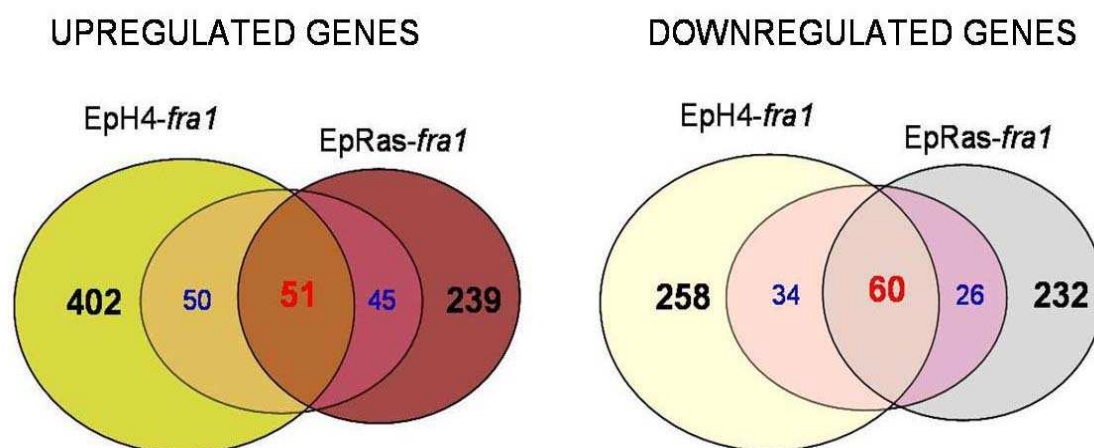 UPREGULATED GENES
EpH4-fra1
EpRas-fra1
402 50 51 45 239
DOWNREGULATED GENES
EpH4-fra1
EpRas-fra1
258 34 60 26 232